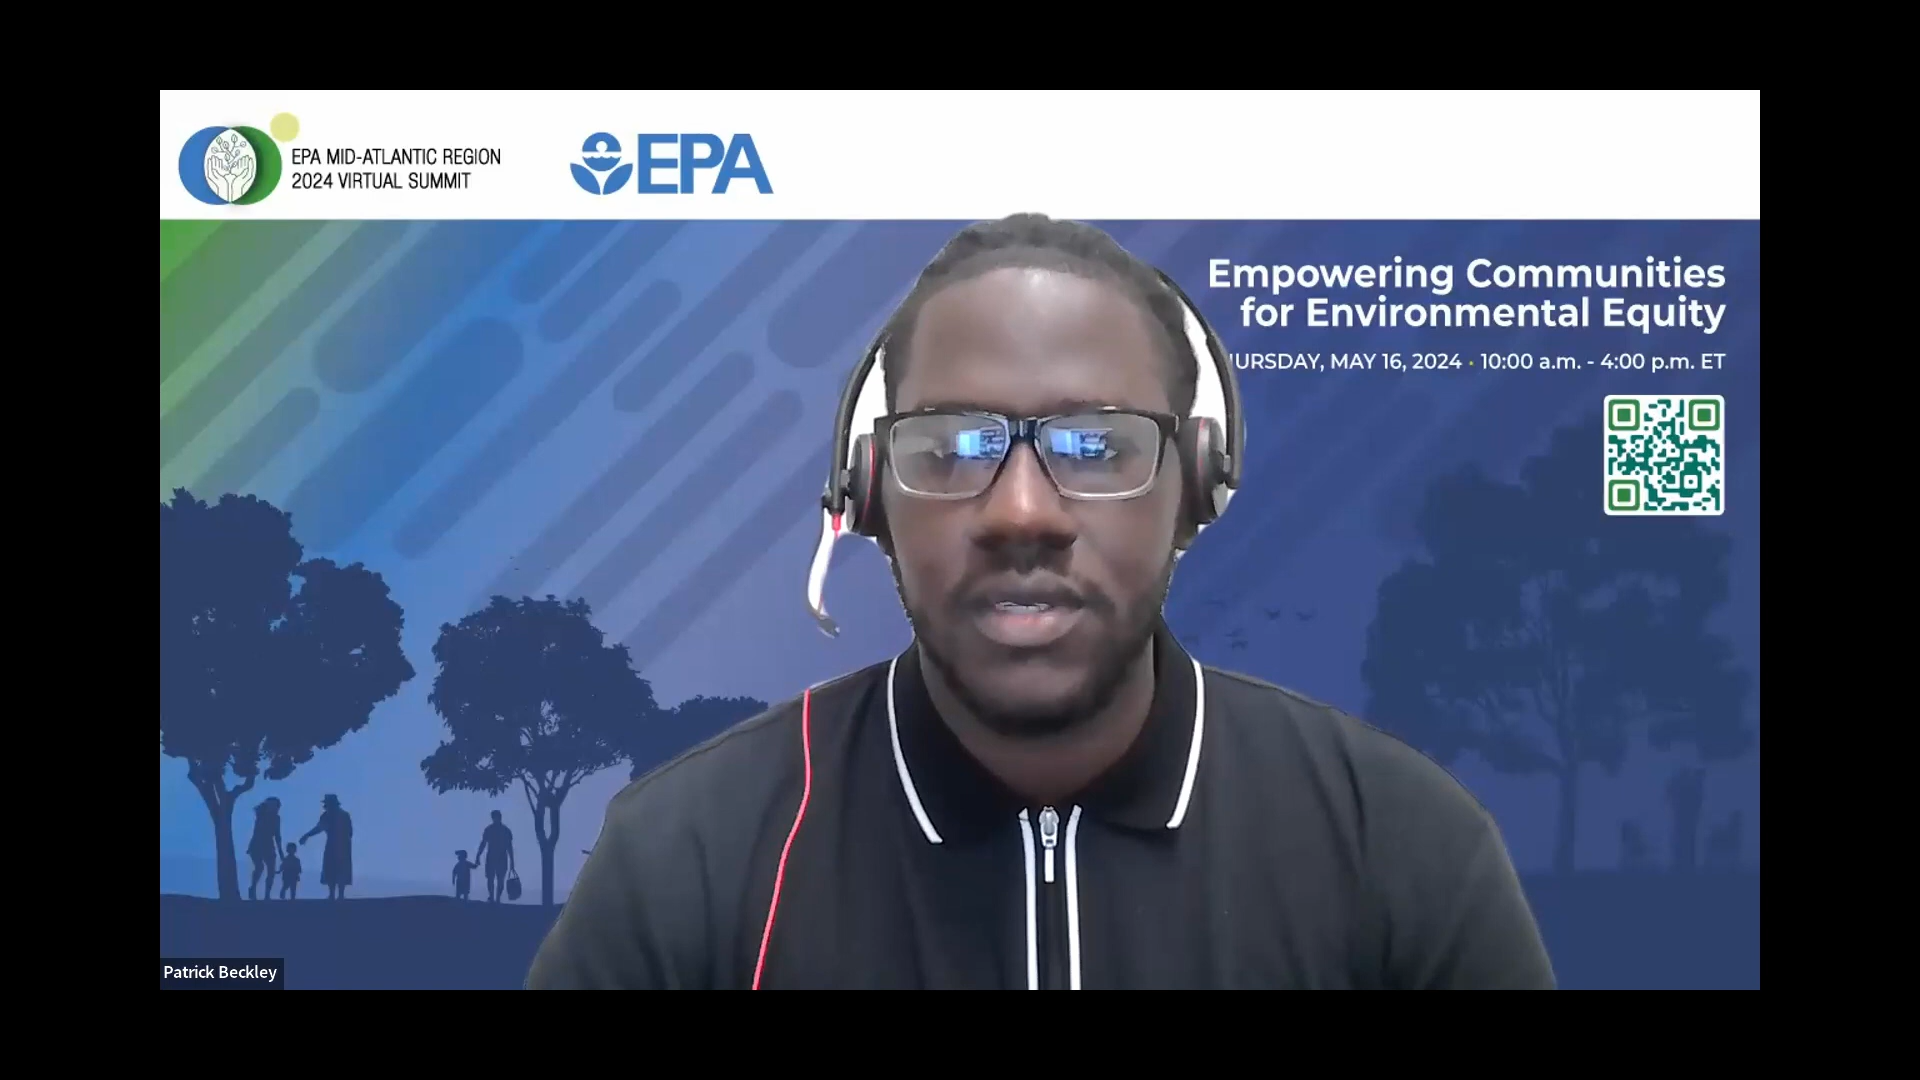 EPA MID-ATLANTIC REGION
2024 VIRTUAL SUMMIT
EPA
Empowering Communities
for Environmental Equity
URSDAY, MAY 16, 2024 · 10:00 a.m. - 4:00 p.m. ET
Patrick Beckley